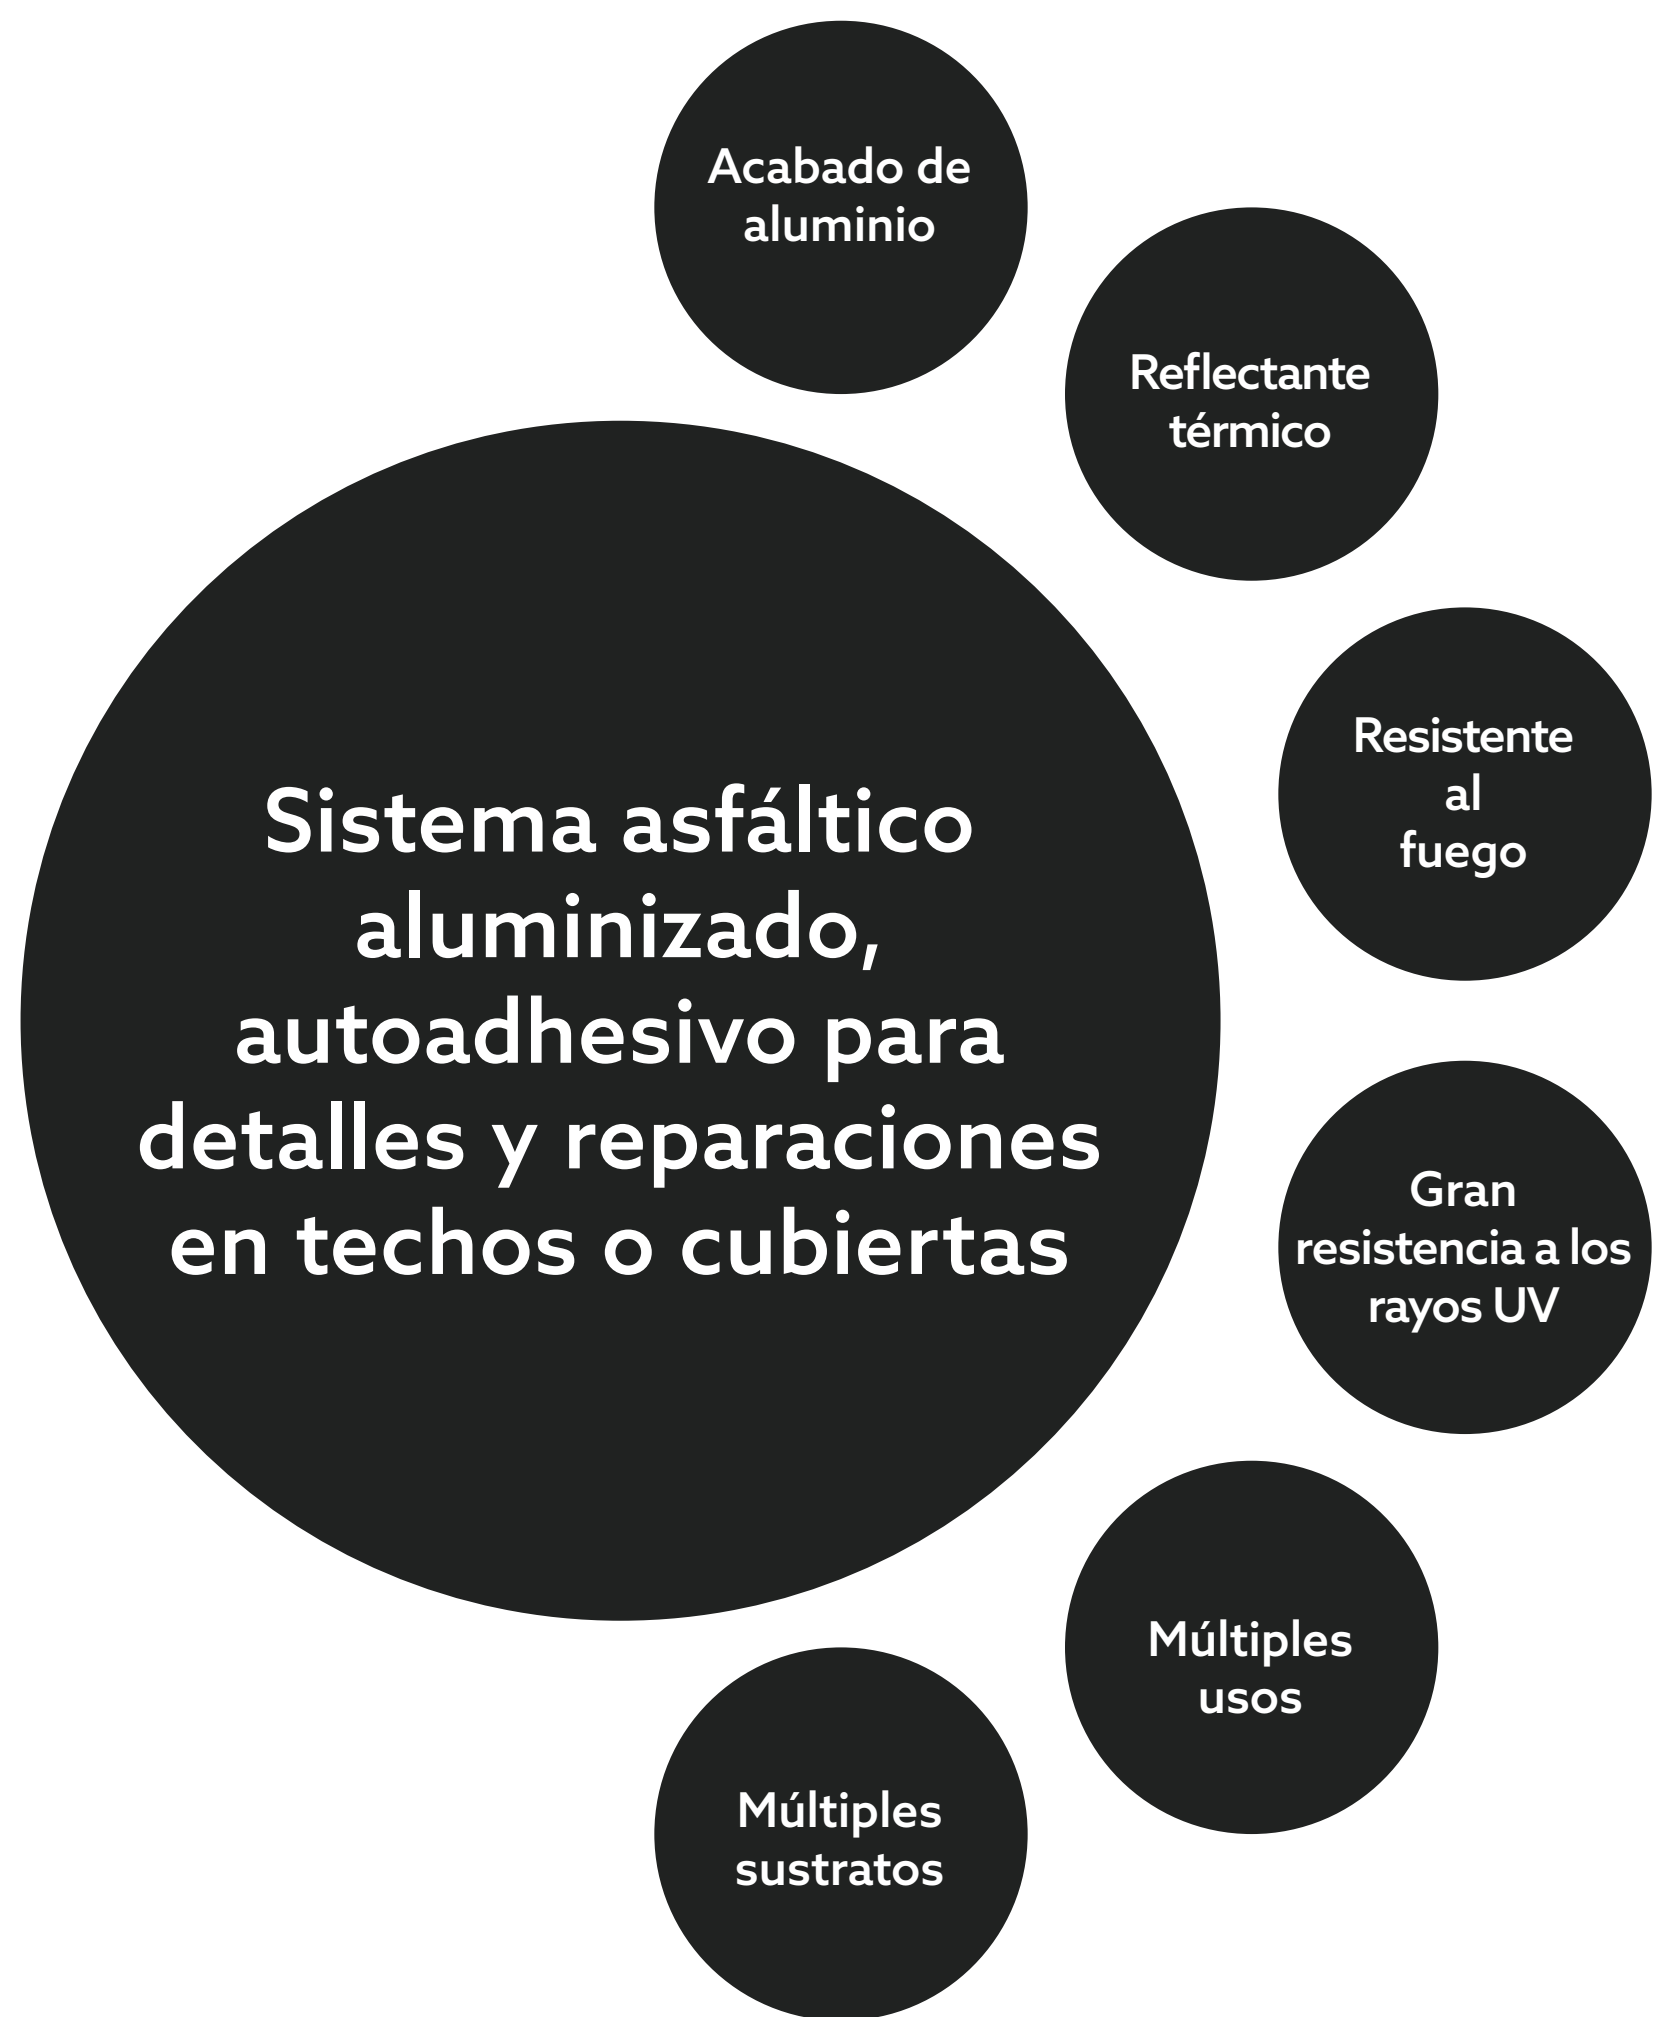 Acabado de
aluminio
Reflectante
térmico
Resistente
al
fuego
Sistema asfáltico
aluminizado,
autoadhesivo para
detalles y reparaciones
en techos o cubiertas
Gran
resistencia a los
rayos UV
Múltiples
usos
Múltiples
sustratos